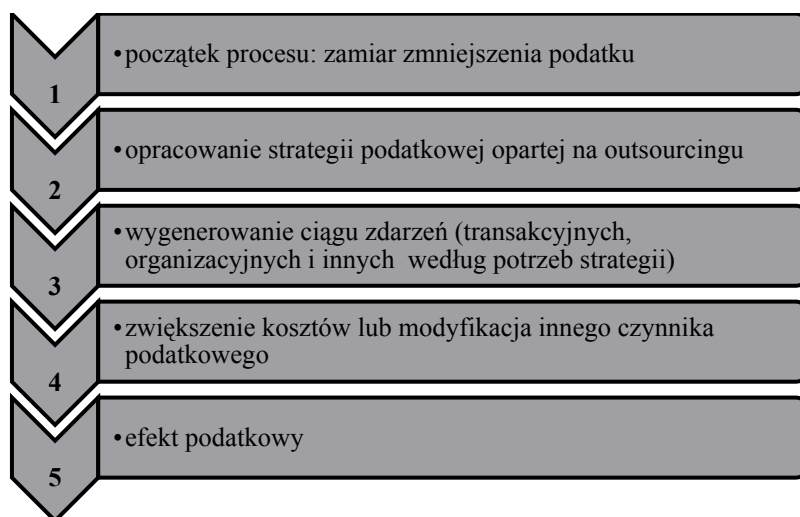 1
•początek procesu: zamiar zmniejszenia podatku
2
•opracowanie strategii podatkowej opartej na outsourcingu
3
•wygenerowanie ciągu zdarzeń (transakcyjnych,
organizacyjnych i innych  według potrzeb strategii)
4
•zwiększenie kosztów lub modyfikacja innego czynnika
podatkowego
5
•efekt podatkowy